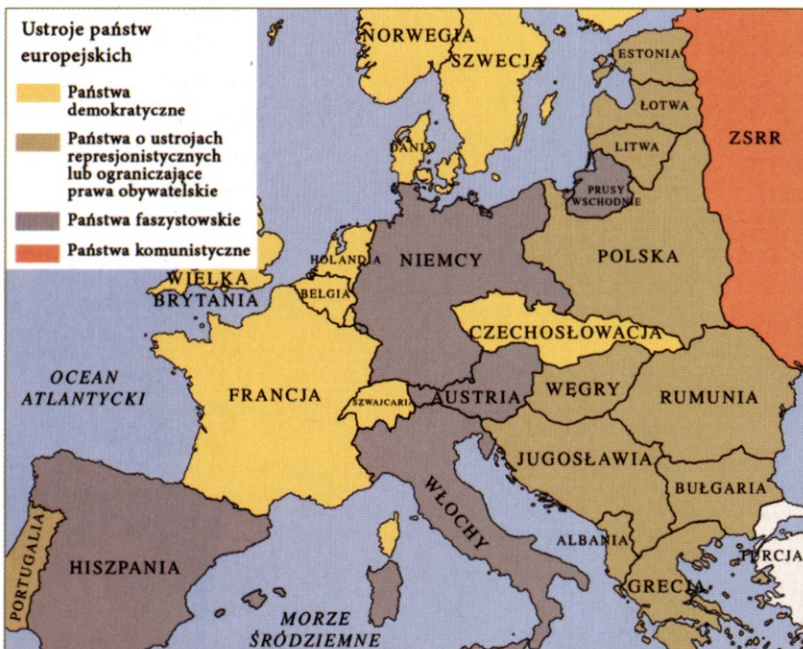 Ustroje państw
europejskich
Państwa
demokratyczne
Państwa o ustrojach
represjonistycznych
lub ograniczające
prawa obywatelskie
Państwa faszystowskie
Państwa komunistyczne
NORWEGIA
SZWECJA
ESTONIA
ŁOTWA
LITWA
ZSRR
DANIA
PRUSY
WSCHODNIE
HOLANDIA
NIEMCY
POLSKA
WIELKA
BRYTANIA
BELGIA
CZECHOSŁOWACJA
OCEAN
ATLANTYCKI
FRANCJA
SZWAJCARIA
AUSTRIA
WĘGRY
RUMUNIA
JUGOSŁAWIA
WŁOCHY
BUŁGARIA
ALBANIA
TURCJA
PORTUGALIA
HISZPANIA
GRECJA
MORZE
ŚRÓDZIEMNE